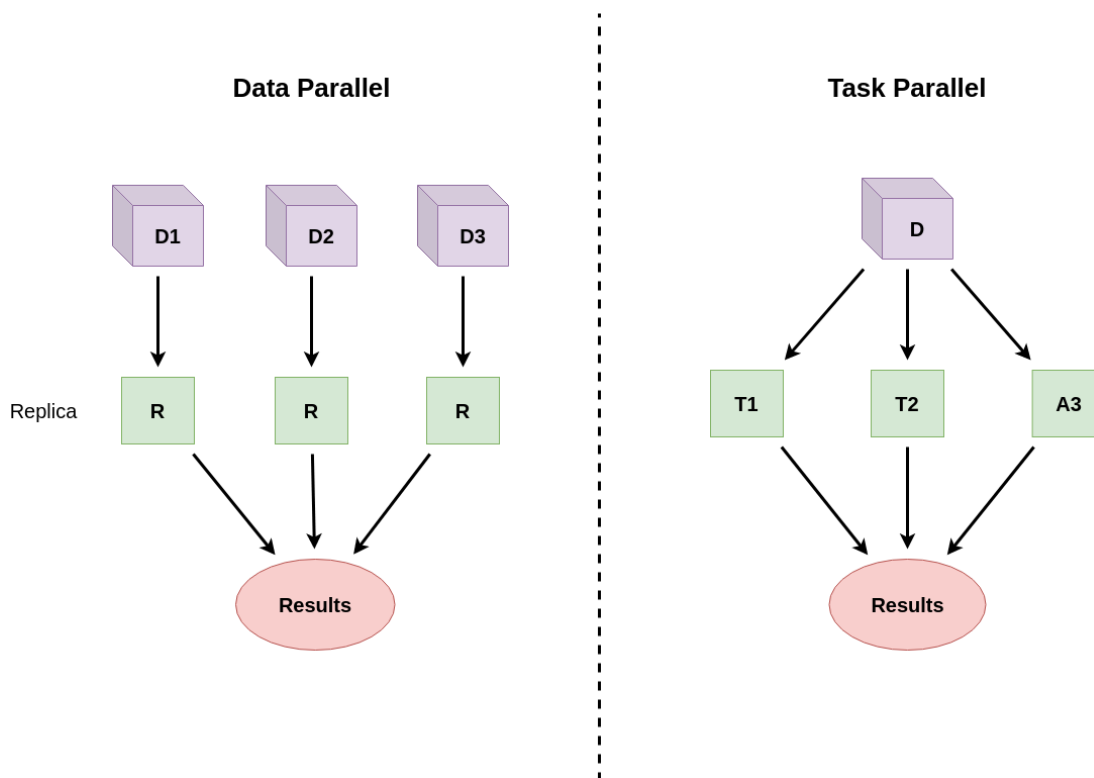 Data Parallel
D1
D2
D3
Replica
R
R
R
Results
Task Parallel
D
T1
T2
A3
Results